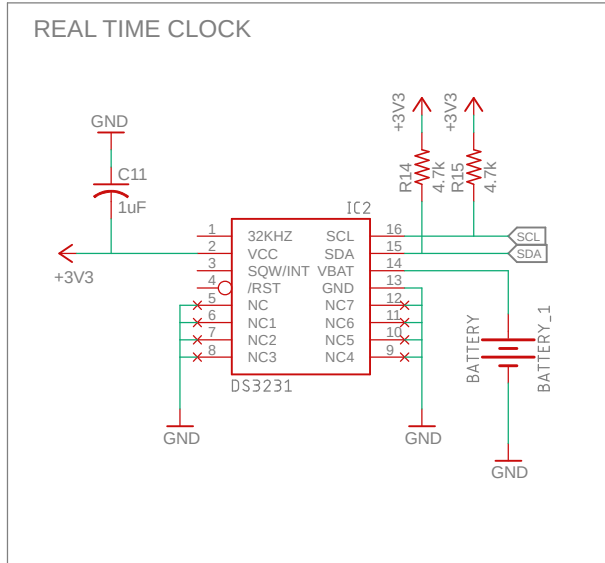 REAL TIME CLOCK
GND
C11
1uF
+3V3
+3V3
+3V3
R14
4.7k
R15
4.7k
IC2
1 32KHZ SCL 16
2 VCC SDA 15
3 SQW/INT VBAT 14
4 /RST GND 13
5 NC NC7 12
6 NC1 NC6 11
7 NC2 NC5 10
8 NC3 NC4 9
DS3231
SCL
SDA
BATTERY
BATTERY_1
GND
GND
GND